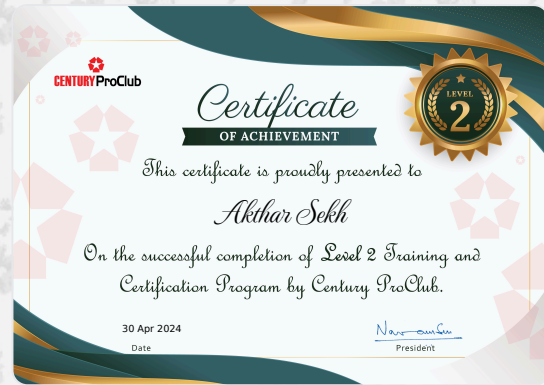 CENTURY ProClub
LEVEL
2
Certificate
OF ACHIEVEMENT
This certificate is proudly presented to
Akthar Sekh
On the successful completion of Level 2 Training and
Certification Program by Century ProClub.
30 Apr 2024
Date
President